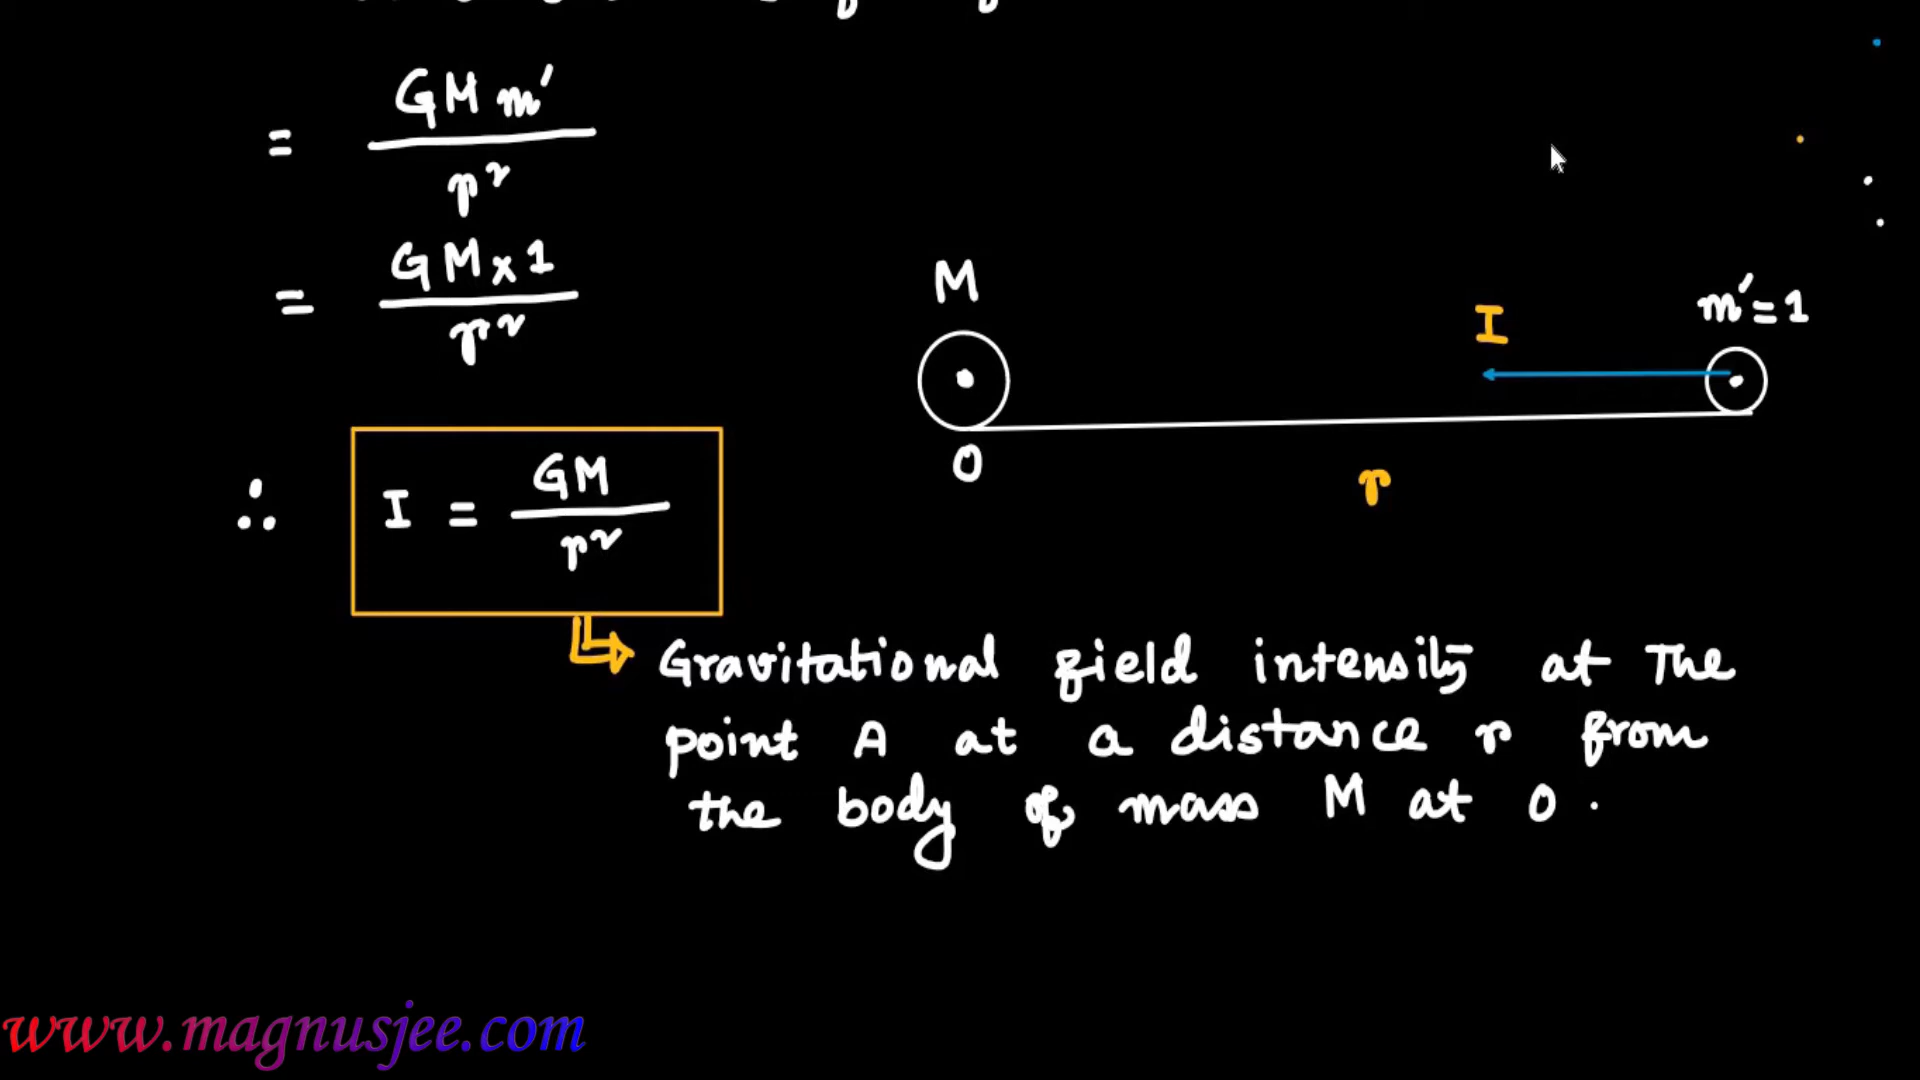 = GMm′/r²
= GM×1/r²
M
I
m′=1
O
r
∴ I = GM/r²
Gravitational field intensity at The
point A at a distance r from
the body of mass M at O.
www.magnusjee.com